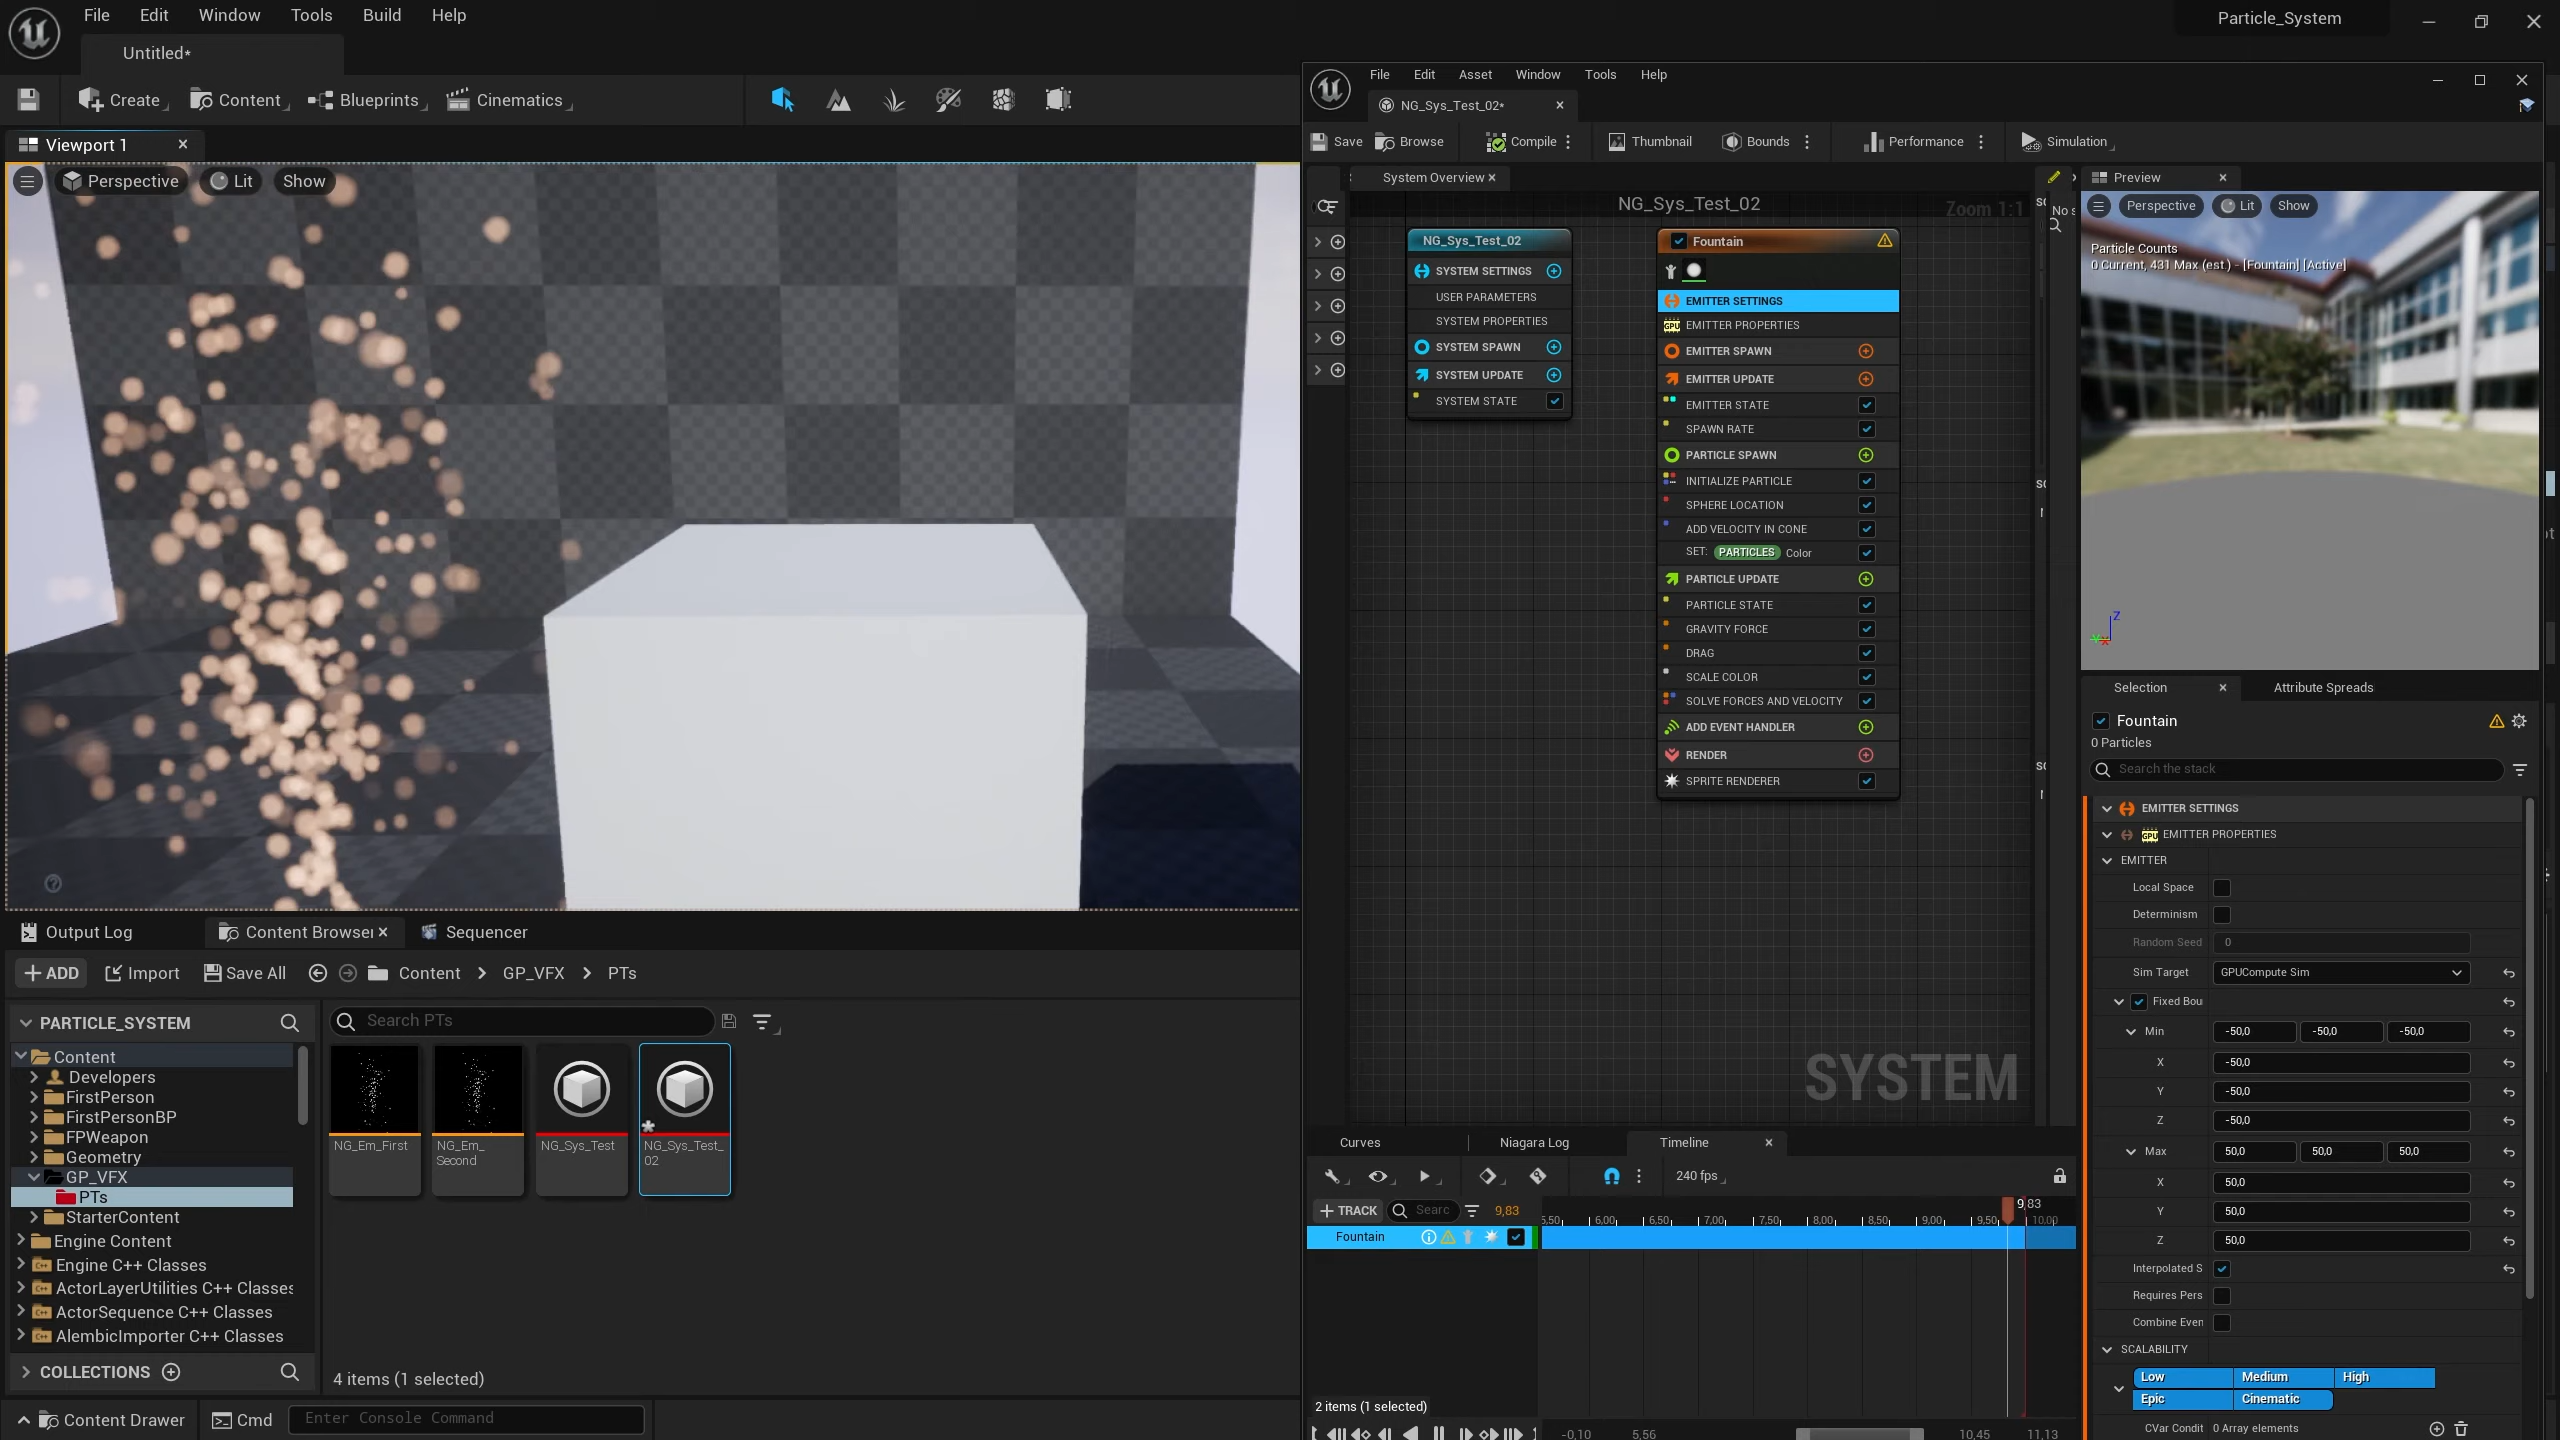 File Edit Window Tools Build Help
Particle_System
Untitled*
Create Content Blueprints Cinematics
Viewport 1
Perspective Lit Show
Output Log Content Browser Sequencer
ADD Import Save All Content GP_VFX PTs
PARTICLE_SYSTEM
Search PTs
Content
Developers
FirstPerson
FirstPersonBP
FPWeapon
Geometry
GP_VFX
PTs
StarterContent
Engine Content
Engine C++ Classes
ActorLayerUtilities C++ Classes
ActorSequence C++ Classes
AlembicImporter C++ Classes
COLLECTIONS
NG_Em_First
NG_Em_
Second
NG_Sys_Test
NG_Sys_Test_
02
4 items (1 selected)
Content Drawer Cmd Enter Console Command
File Edit Asset Window Tools Help
NG_Sys_Test_02*
Save Browse Compile Thumbnail Bounds Performance Simulation
System Overview
NG_Sys_Test_02
Zoom 1:1
NG_Sys_Test_02
SYSTEM SETTINGS
USER PARAMETERS
SYSTEM PROPERTIES
SYSTEM SPAWN
SYSTEM UPDATE
SYSTEM STATE
Fountain
EMITTER SETTINGS
GPU EMITTER PROPERTIES
EMITTER SPAWN
EMITTER UPDATE
EMITTER STATE
SPAWN RATE
PARTICLE SPAWN
INITIALIZE PARTICLE
SPHERE LOCATION
ADD VELOCITY IN CONE
SET: PARTICLES Color
PARTICLE UPDATE
PARTICLE STATE
GRAVITY FORCE
DRAG
SCALE COLOR
SOLVE FORCES AND VELOCITY
ADD EVENT HANDLER
RENDER
SPRITE RENDERER
SYSTEM
No s
Curves Niagara Log Timeline
240 fps
TRACK Searc 9,83
9,83
5,50 6,00 6,50 7,00 7,50 8,00 8,50 9,00 9,50 10,00
Fountain
2 items (1 selected)
-0,10 5,56 10,45 11,13
Preview
Perspective Lit Show
Particle Counts
0 Current, 431 Max (est.) - [Fountain] [Active]
Z
Selection Attribute Spreads
Fountain
0 Particles
Search the stack
EMITTER SETTINGS
GPU EMITTER PROPERTIES
EMITTER
Local Space
Determinism
Random Seed 0
Sim Target GPUCompute Sim
Fixed Bou
Min -50,0 -50,0 -50,0
X -50,0
Y -50,0
Z -50,0
Max 50,0 50,0 50,0
X 50,0
Y 50,0
Z 50,0
Interpolated S
Requires Pers
Combine Even
SCALABILITY
Low Medium High
Epic Cinematic
CVar Condit 0 Array elements